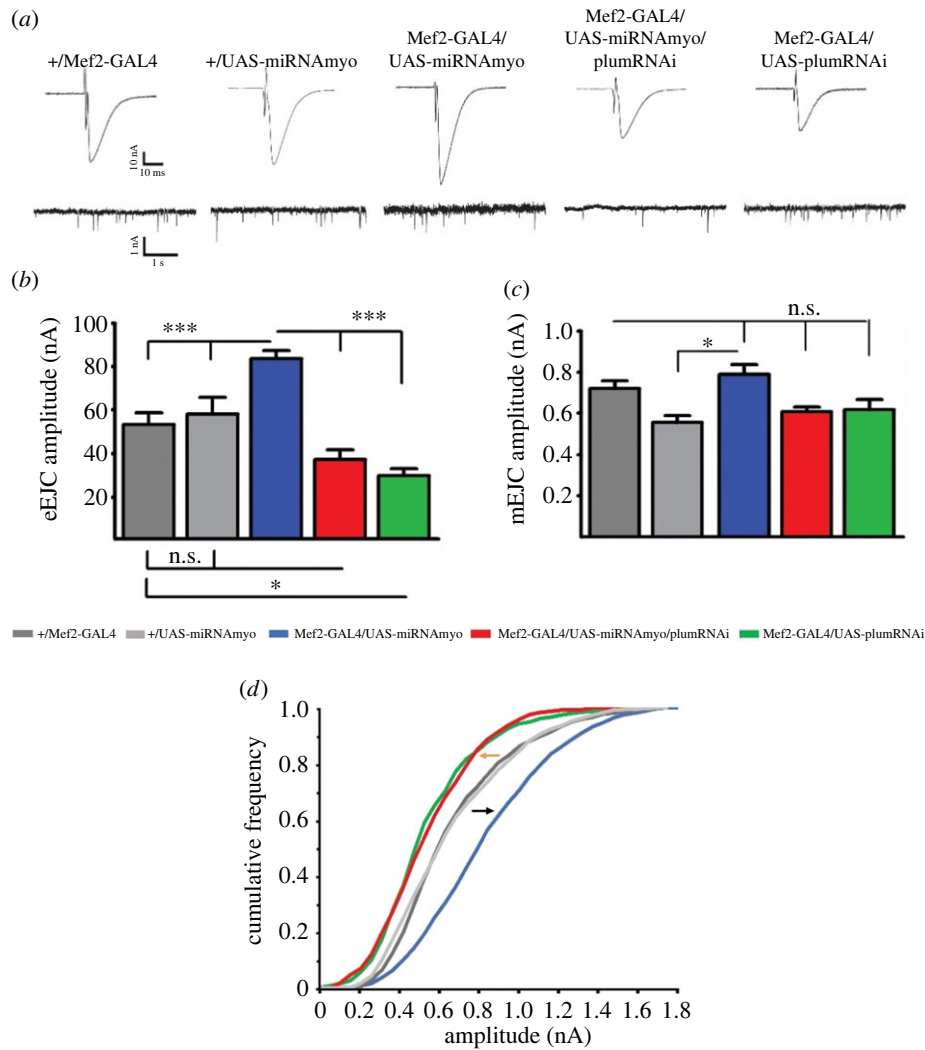 (a)
+/Mef2-GAL4
+/UAS-miRNAmyo
Mef2-GAL4/
UAS-miRNAmyo
Mef2-GAL4/
UAS-miRNAmyo/
plumRNAi
Mef2-GAL4/
UAS-plumRNAi
10 nA
10 ms
1 nA
1 s
(b)
eEJC amplitude (nA)
100
80
60
40
20
***
***
n.s.
*
(c)
mEJC amplitude (nA)
1.0
0.8
0.6
0.4
0.2
n.s.
*
+/Mef2-GAL4 +/UAS-miRNAmyo Mef2-GAL4/UAS-miRNAmyo Mef2-GAL4/UAS-miRNAmyo/plumRNAi Mef2-GAL4/UAS-plumRNAi
(d)
cumulative frequency
1.0
0.8
0.6
0.4
0.2
0
0 0.2 0.4 0.6 0.8 1.0 1.2 1.4 1.6 1.8
amplitude (nA)